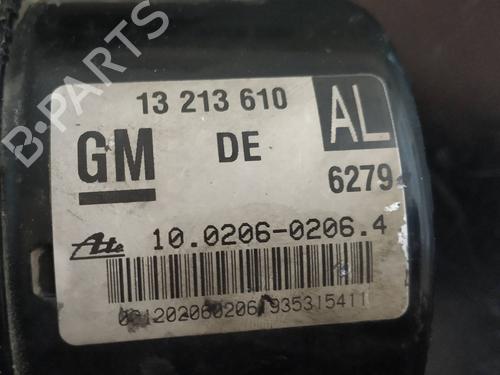 B-PARTS
13 213 610
AL
GM
DE
6279
Ate
10.0206-0206.4